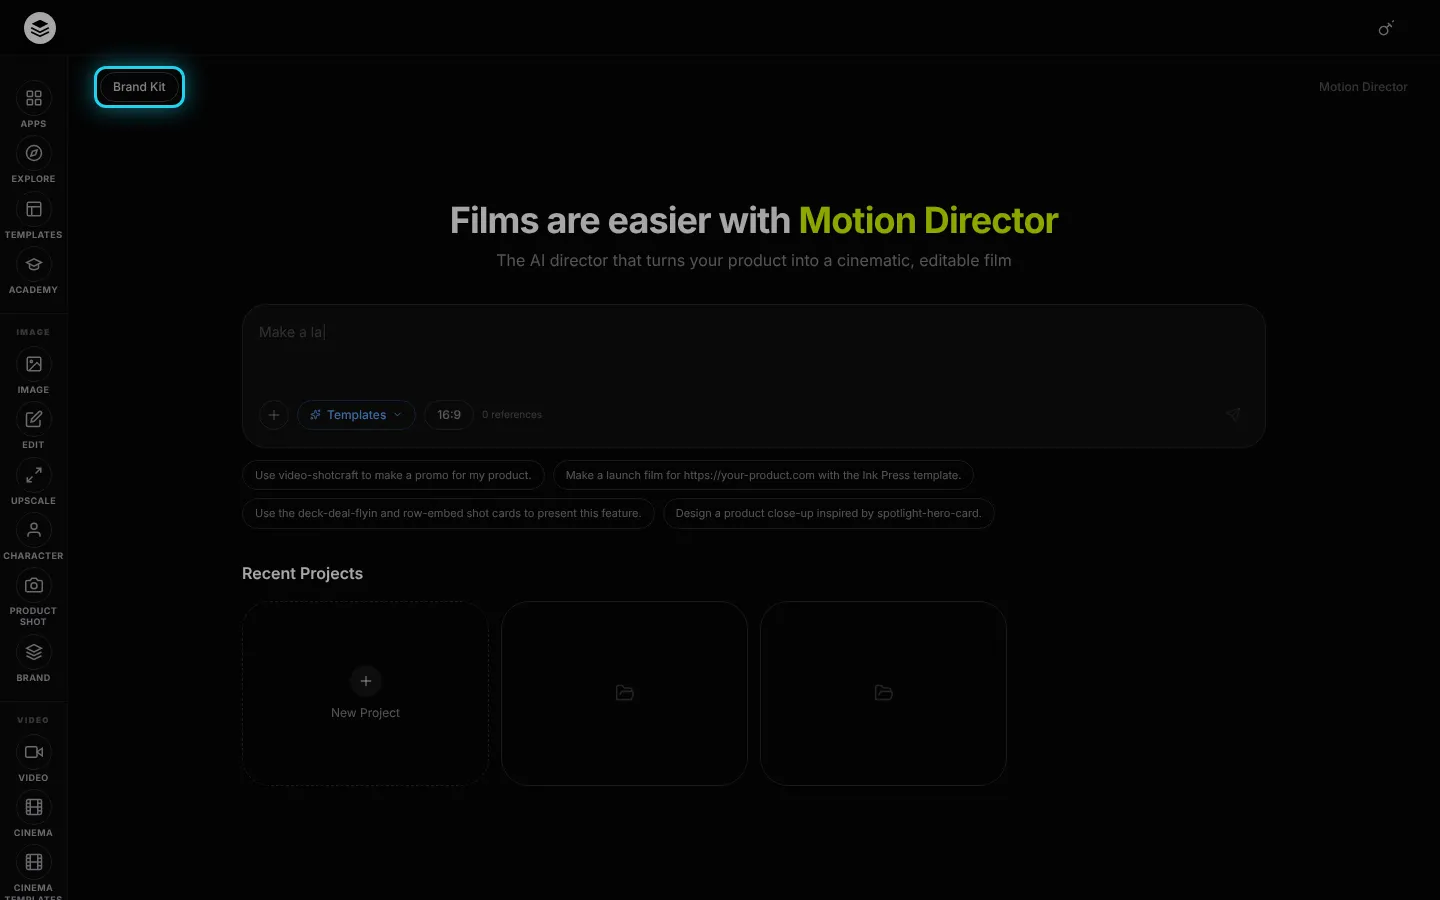 Brand Kit
Motion Director
APPS
EXPLORE
TEMPLATES
ACADEMY
IMAGE
IMAGE
EDIT
UPSCALE
CHARACTER
PRODUCT
SHOT
BRAND
VIDEO
VIDEO
CINEMA
CINEMA
TEMPLATES
Films are easier with Motion Director
The AI director that turns your product into a cinematic, editable film
Make a la
Templates
16:9
0 references
Use video-shotcraft to make a promo for my product.
Make a launch film for https://your-product.com with the Ink Press template.
Use the deck-deal-flyin and row-embed shot cards to present this feature.
Design a product close-up inspired by spotlight-hero-card.
Recent Projects
New Project